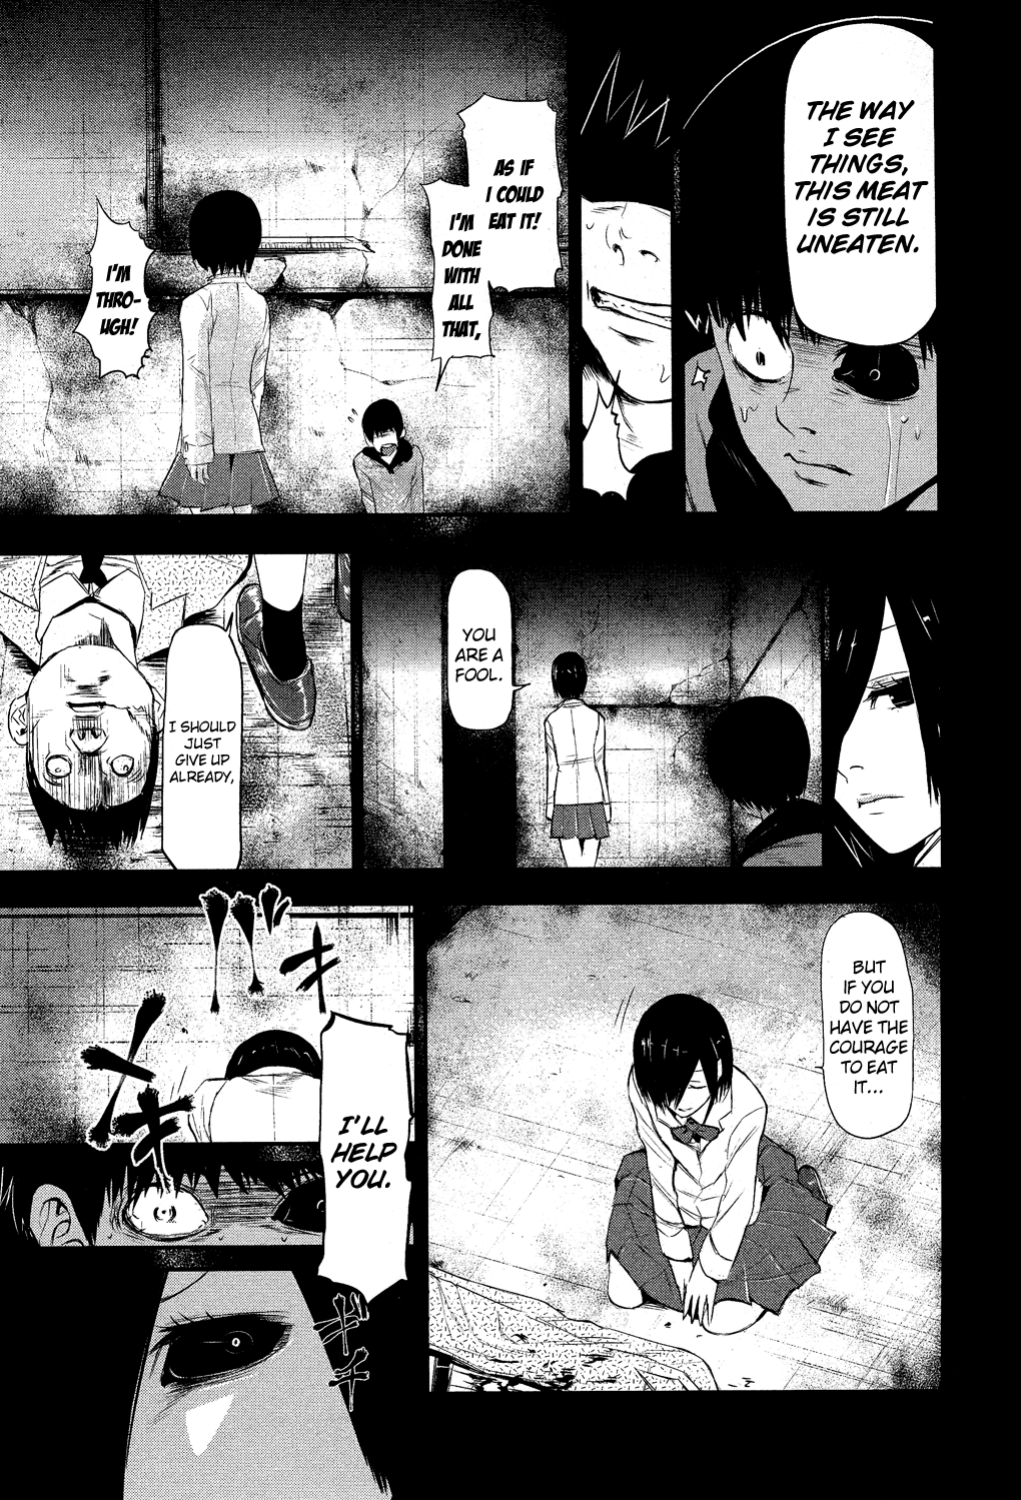 THE WAY
I SEE
THINGS,
THIS MEAT
IS STILL
UNEATEN.
AS IF
I COULD
EAT IT!
I'M
DONE
WITH
ALL
THAT,
I'M
THRO-
UGH!
YOU
ARE A
FOOL.
I SHOULD
JUST
GIVE UP
ALREADY,
BUT
IF YOU
DO NOT
HAVE THE
COURAGE
TO EAT
IT...
I'LL
HELP
YOU.
ギ
チ